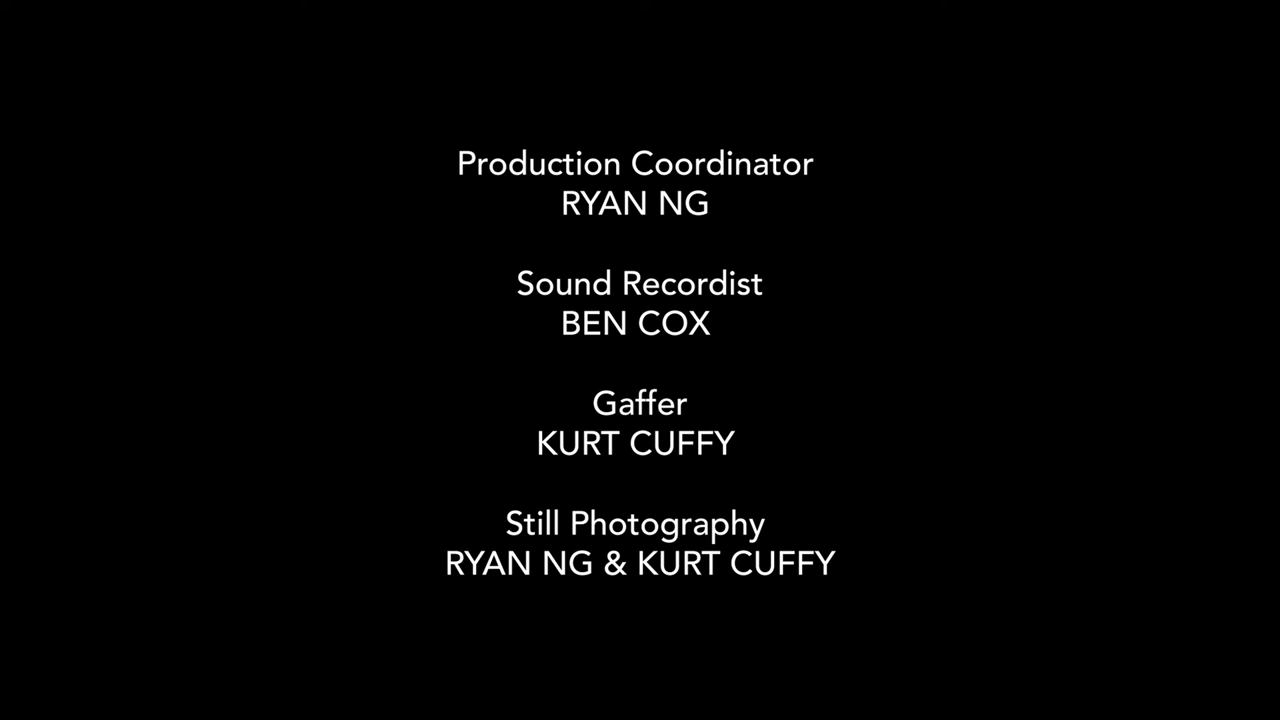 Production Coordinator
RYAN NG
Sound Recordist
BEN COX
Gaffer
KURT CUFFY
Still Photography
RYAN NG & KURT CUFFY